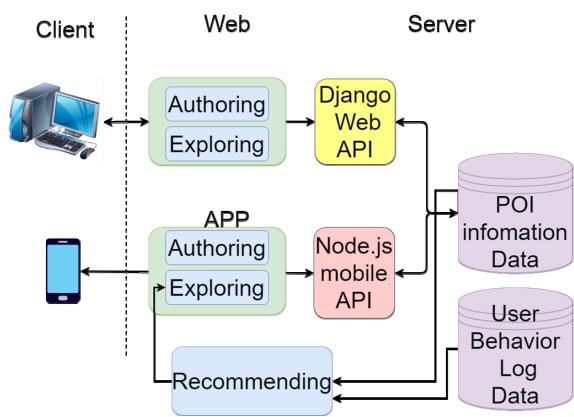 Client
Web
Server
Authoring
Exploring
Django
Web
API
POI
infomation
Data
APP
Authoring
Exploring
Node.js
mobile
API
User
Behavior
Log
Data
Recommending